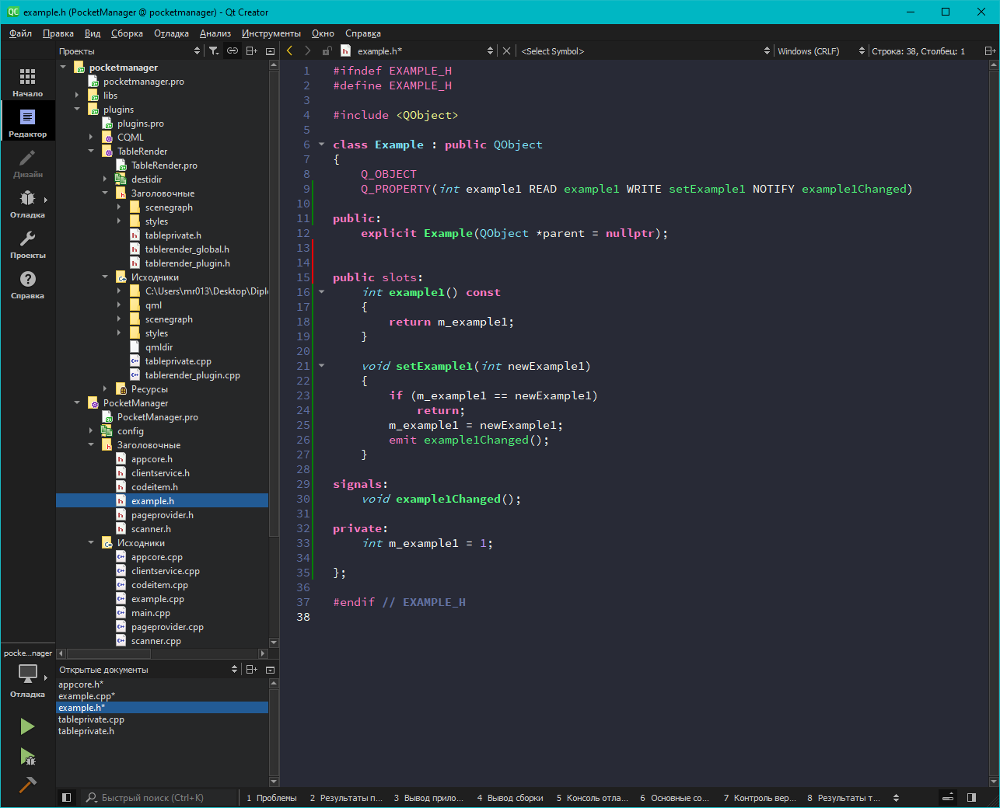 QC example.h (PocketManager @ pocketmanager) - Qt Creator
Файл Правка Вид Сборка Отладка Анализ Инструменты Окно Справка
Проекты
example.h*
<Select Symbol>
Windows (CRLF)
Строка: 38, Столбец: 1
Начало
Редактор
Дизайн
Отладка
Проекты
Справка
pocketmanager
pocketmanager.pro
libs
plugins
plugins.pro
CQML
TableRender
TableRender.pro
destidir
Заголовочные
scenegraph
styles
tableprivate.h
tablerender_global.h
tablerender_plugin.h
Исходники
C:\Users\mr013\Desktop\Diple
qml
scenegraph
styles
qmldir
tableprivate.cpp
tablerender_plugin.cpp
Ресурсы
PocketManager
PocketManager.pro
config
Заголовочные
appcore.h
clientservice.h
codeitem.h
example.h
pageprovider.h
scanner.h
Исходники
appcore.cpp
clientservice.cpp
codeitem.cpp
example.cpp
main.cpp
pageprovider.cpp
scanner.cpp
1 #ifndef EXAMPLE_H
2 #define EXAMPLE_H
3
4 #include <QObject>
5
6 class Example : public QObject
7 {
8 Q_OBJECT
9 Q_PROPERTY(int example1 READ example1 WRITE setExample1 NOTIFY example1Changed)
10
11 public:
12 explicit Example(QObject *parent = nullptr);
13
14
15 public slots:
16 int example1() const
17 {
18 return m_example1;
19 }
20
21 void setExample1(int newExample1)
22 {
23 if (m_example1 == newExample1)
24 return;
25 m_example1 = newExample1;
26 emit example1Changed();
27 }
28
29 signals:
30 void example1Changed();
31
32 private:
33 int m_example1 = 1;
34
35 };
36
37 #endif // EXAMPLE_H
38
pocke...nager
Отладка
Открытые документы
appcore.h*
example.cpp*
example.h*
tableprivate.cpp
tableprivate.h
Быстрый поиск (Ctrl+K)
1 Проблемы
2 Результаты п...
3 Вывод прило...
4 Вывод сборки
5 Консоль отла...
6 Основные со...
7 Контроль вер...
8 Результаты т...